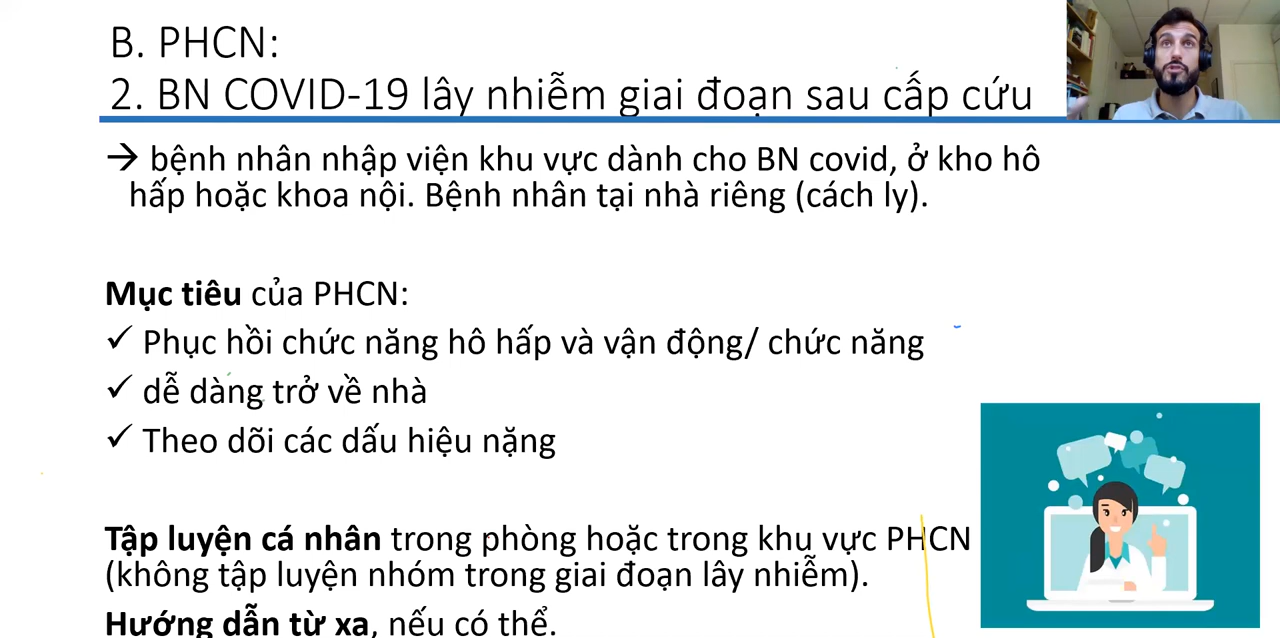 B. PHCN:
2. BN COVID-19 lây nhiễm giai đoạn sau cấp cứu
→ bệnh nhân nhập viện khu vực dành cho BN covid, ở kho hô
hấp hoặc khoa nội. Bệnh nhân tại nhà riêng (cách ly).
Mục tiêu của PHCN:
✓ Phục hồi chức năng hô hấp và vận động/ chức năng
✓ dễ dàng trở về nhà
✓ Theo dõi các dấu hiệu nặng
Tập luyện cá nhân trong phòng hoặc trong khu vực PHCN
(không tập luyện nhóm trong giai đoạn lây nhiễm).
Hướng dẫn từ xa, nếu có thể.